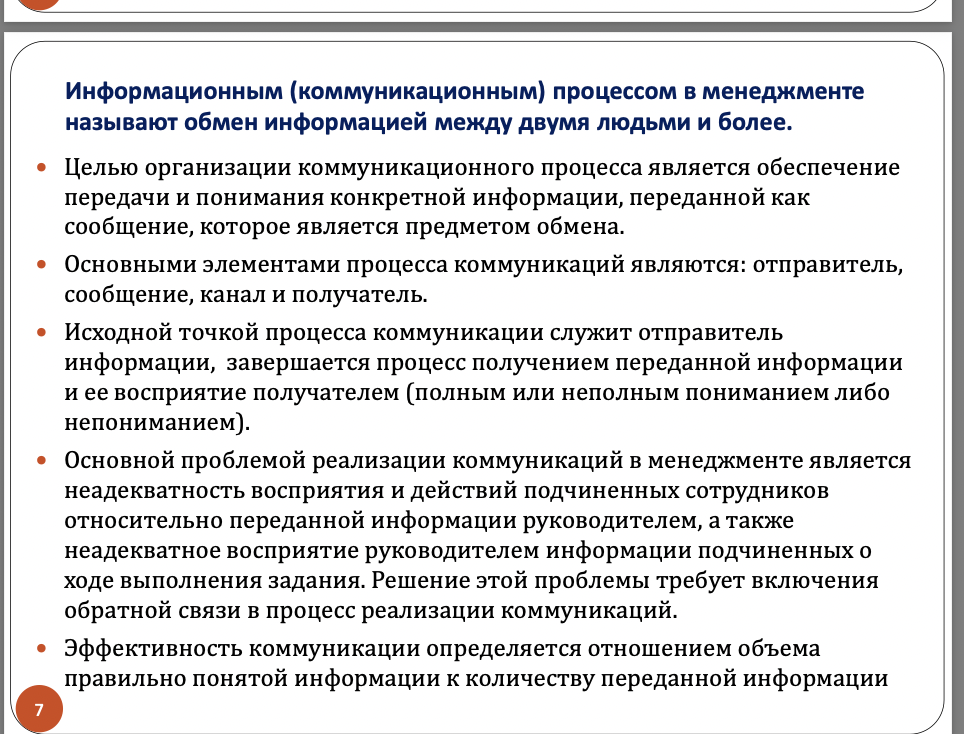 Информационным (коммуникационным) процессом в менеджменте
называют обмен информацией между двумя людьми и более.
• Целью организации коммуникационного процесса является обеспечение
передачи и понимания конкретной информации, переданной как
сообщение, которое является предметом обмена.
• Основными элементами процесса коммуникаций являются: отправитель,
сообщение, канал и получатель.
• Исходной точкой процесса коммуникации служит отправитель
информации,  завершается процесс получением переданной информации
и ее восприятие получателем (полным или неполным пониманием либо
непониманием).
• Основной проблемой реализации коммуникаций в менеджменте является
неадекватность восприятия и действий подчиненных сотрудников
относительно переданной информации руководителем, а также
неадекватное восприятие руководителем информации подчиненных о
ходе выполнения задания. Решение этой проблемы требует включения
обратной связи в процесс реализации коммуникаций.
• Эффективность коммуникации определяется отношением объема
правильно понятой информации к количеству переданной информации
7